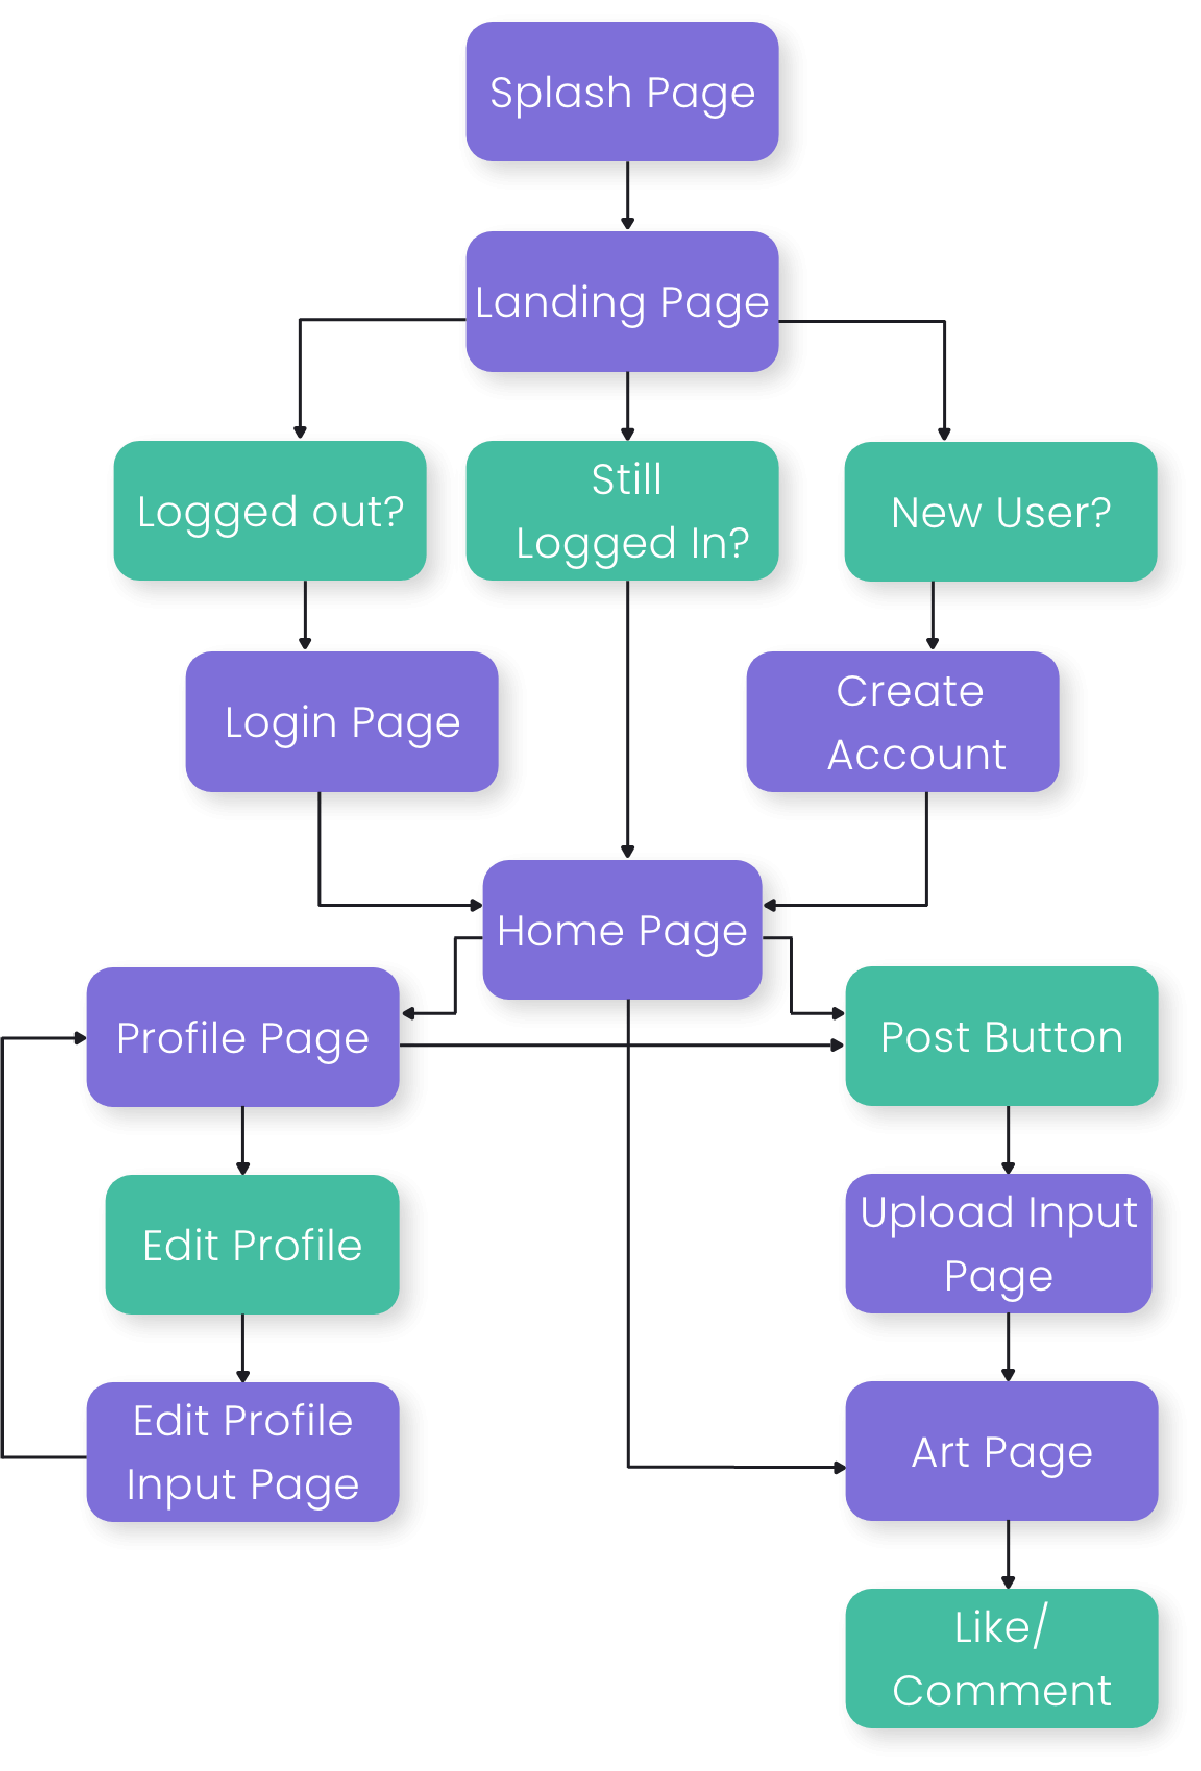 Splash Page
Landing Page
Logged out?
Still
Logged In?
New User?
Login Page
Create
Account
Home Page
Profile Page
Post Button
Edit Profile
Upload Input
Page
Edit Profile
Input Page
Art Page
Like/
Comment